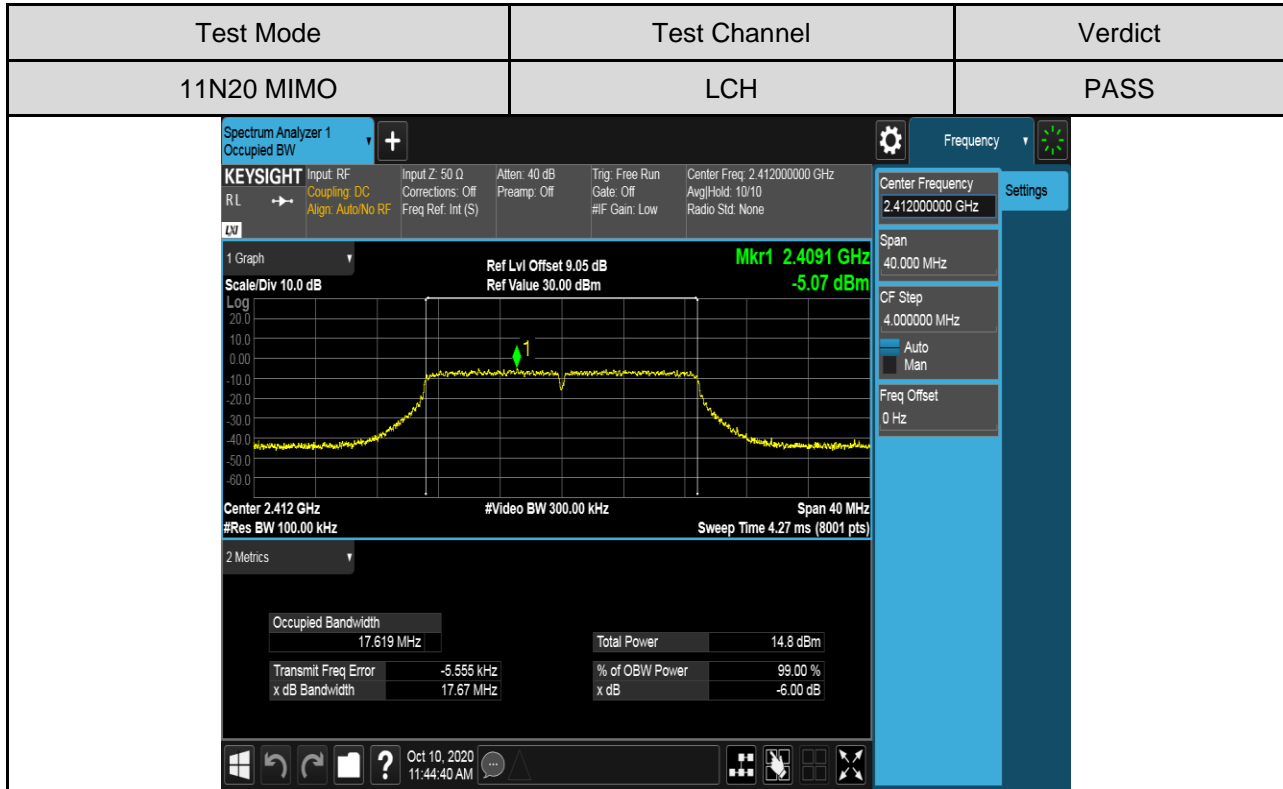 Test Mode Test Channel Verdict
11N20 MIMO LCH PASS
Spectrum Analyzer 1
Occupied BW
+
Frequency
KEYSIGHT Input: RF Input Z: 50 Ω Atten: 40 dB Trig: Free Run Center Freq: 2.412000000 GHz
RL Coupling: DC Corrections: Off Preamp: Off Gate: Off Avg|Hold: 10/10
Align: Auto/No RF Freq Ref: Int (S) #IF Gain: Low Radio Std: None
LXI
Center Frequency
2.412000000 GHz
Settings
Span
40.000 MHz
CF Step
4.000000 MHz
Auto
Man
Freq Offset
0 Hz
1 Graph
Scale/Div 10.0 dB
Ref Lvl Offset 9.05 dB
Ref Value 30.00 dBm
Mkr1 2.4091 GHz
-5.07 dBm
Log
20.0
10.0
0.00
-10.0
-20.0
-30.0
-40.0
-50.0
-60.0
1
Center 2.412 GHz #Video BW 300.00 kHz Span 40 MHz
#Res BW 100.00 kHz Sweep Time 4.27 ms (8001 pts)
2 Metrics
Occupied Bandwidth
17.619 MHz
Total Power 14.8 dBm
Transmit Freq Error -5.555 kHz % of OBW Power 99.00 %
x dB Bandwidth 17.67 MHz x dB -6.00 dB
? Oct 10, 2020
11:44:40 AM